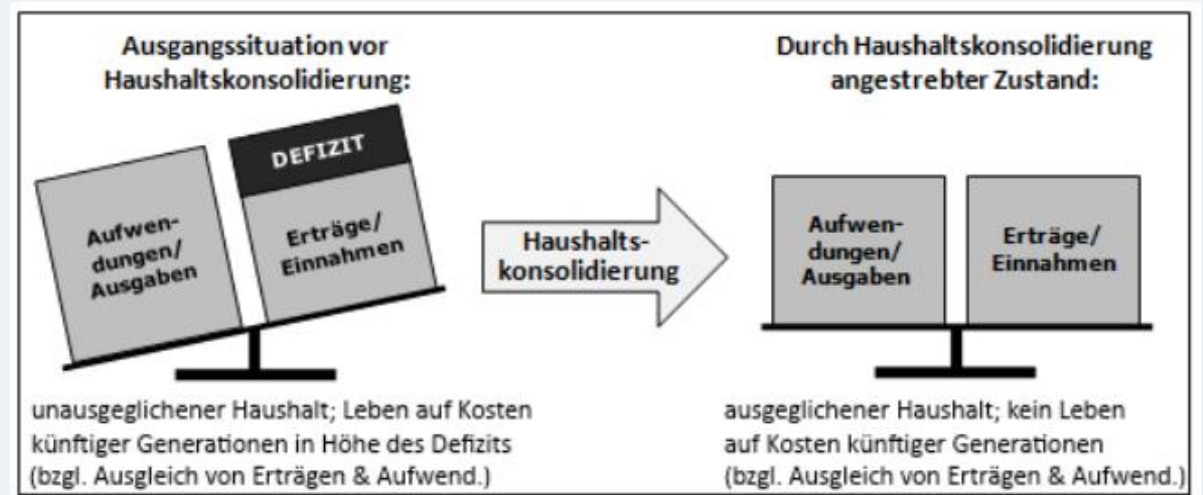 Ausgangssituation vor
Haushaltskonsolidierung:
DEFIZIT
Aufwen-
dungen/
Ausgaben
Erträge/
Einnahmen
unausgeglichener Haushalt; Leben auf Kosten
künftiger Generationen in Höhe des Defizits
(bzgl. Ausgleich von Erträgen & Aufwend.)
Haushalts-
konsolidierung
Durch Haushaltskonsolidierung
angestrebter Zustand:
Aufwen-
dungen/
Ausgaben
Erträge/
Einnahmen
ausgeglichener Haushalt; kein Leben
auf Kosten künftiger Generationen
(bzgl. Ausgleich von Erträgen & Aufwend.)